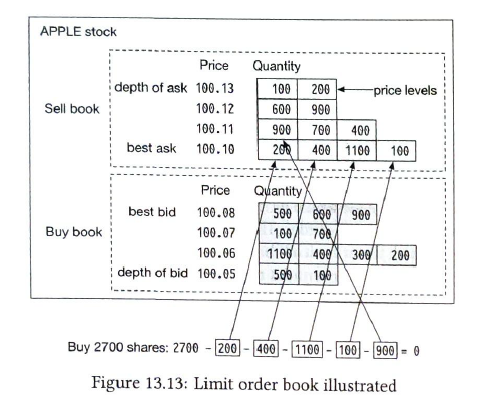 APPLE stock
Price Quantity
depth of ask 100.13 100 200 price levels
100.12 600 900
Sell book
100.11 900 700 400
best ask 100.10 200 400 1100 100
Price Quantity
best bid 100.08 500 600 900
Buy book
100.07 100 700
100.06 1100 400 300 200
depth of bid 100.05 500 100
Buy 2700 shares: 2700 - 200 - 400 - 1100 - 100 - 900 = 0
Figure 13.13: Limit order book illustrated